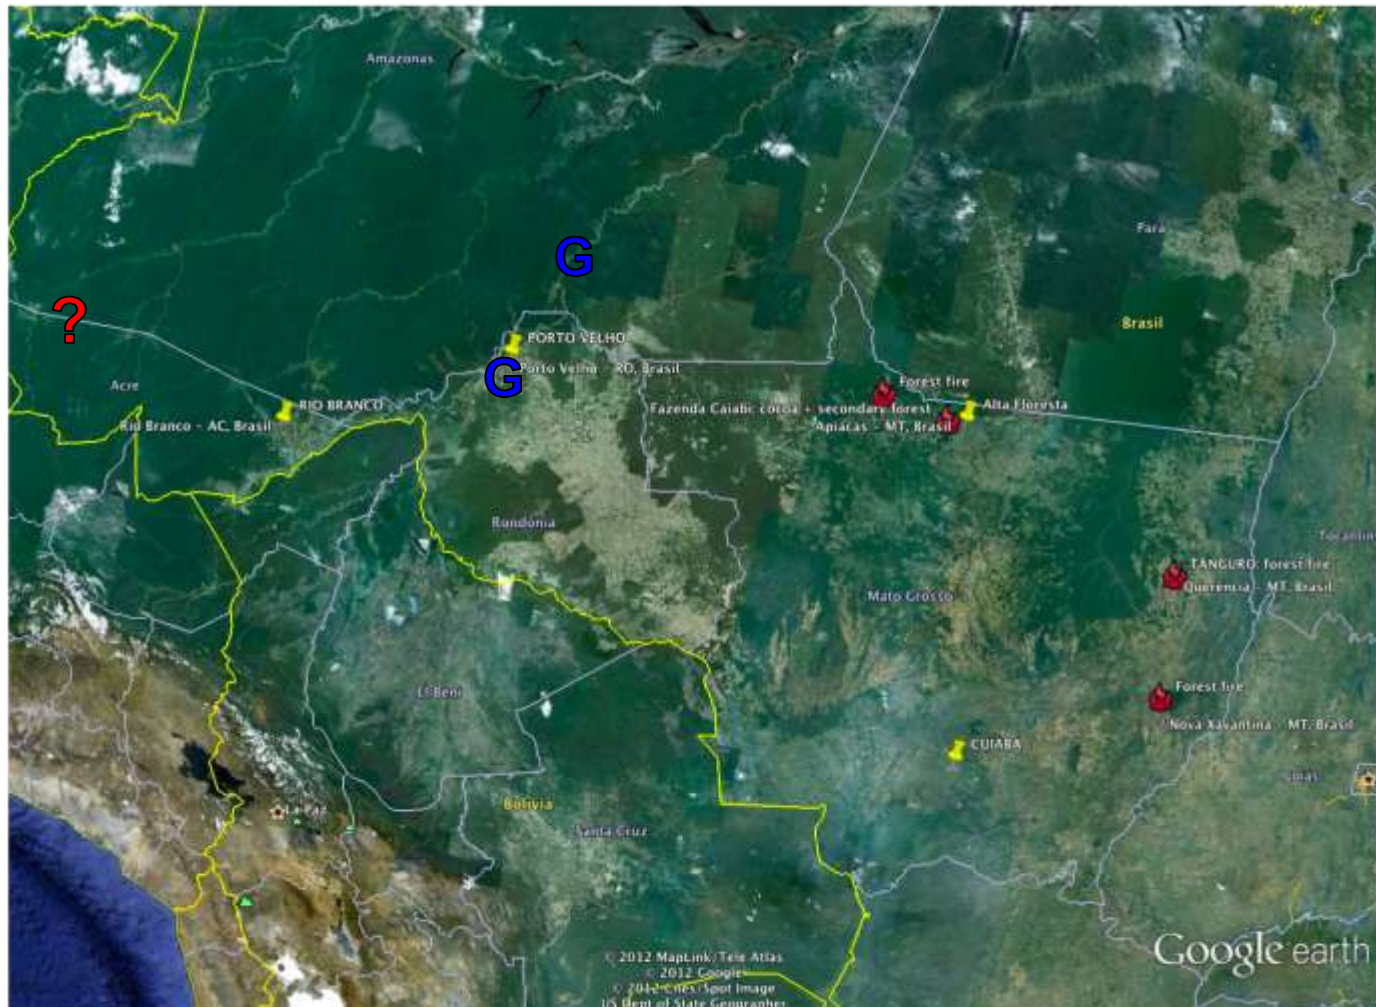 Amazonas
Pará
G
?
Brasil
PORTO VELHO
Porto Velho - RO, Brasil
G
Acre
Forest fire
RIO BRANCO
Fazenda Caiabi: cocoa + secondary forest
Alta Floresta
Rio Branco - AC, Brasil
Apiacas - MT, Brasil
Rondônia
TANGURO: forest fire
Querencia - MT, Brasil
Mato Grosso
El Beni
Forest fire
Nova Xavantina - MT, Brasil
CUIABA
Goiás
La Paz
Bolivia
Santa Cruz
© 2012 MapLink/Tele Atlas
© 2012 Google
© 2012 Cnes/Spot Image
US Dept of State Geographer
Google earth